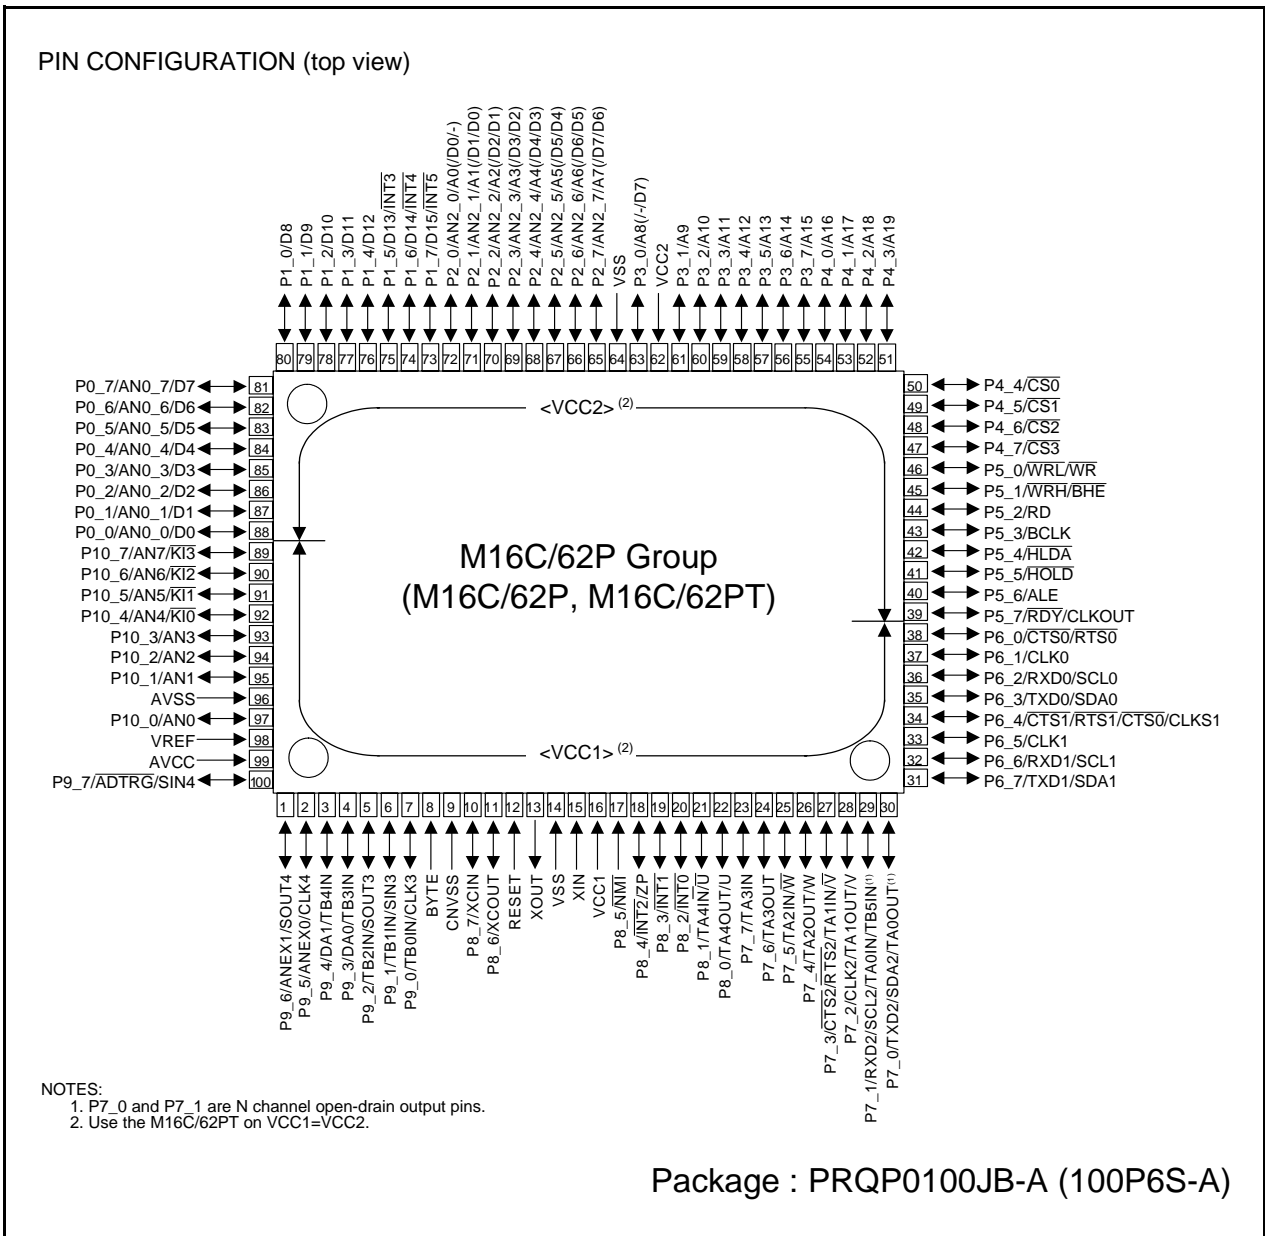 PIN CONFIGURATION (top view)
P1_0/D8
P1_1/D9
P1_2/D10
P1_3/D11
P1_4/D12
P1_5/D13/INT3
P1_6/D14/INT4
P1_7/D15/INT5
P2_0/AN2_0/A0(/D0/-)
P2_1/AN2_1/A1(/D1/D0)
P2_2/AN2_2/A2(/D2/D1)
P2_3/AN2_3/A3(/D3/D2)
P2_4/AN2_4/A4(/D4/D3)
P2_5/AN2_5/A5(/D5/D4)
P2_6/AN2_6/A6(/D6/D5)
P2_7/AN2_7/A7(/D7/D6)
VSS
P3_0/A8(/-/D7)
VCC2
P3_1/A9
P3_2/A10
P3_3/A11
P3_4/A12
P3_5/A13
P3_6/A14
P3_7/A15
P4_0/A16
P4_1/A17
P4_2/A18
P4_3/A19
80 79 78 77 76 75 74 73 72 71 70 69 68 67 66 65 64 63 62 61 60 59 58 57 56 55 54 53 52 51
P0_7/AN0_7/D7 81
P0_6/AN0_6/D6 82
P0_5/AN0_5/D5 83
P0_4/AN0_4/D4 84
P0_3/AN0_3/D3 85
P0_2/AN0_2/D2 86
P0_1/AN0_1/D1 87
P0_0/AN0_0/D0 88
P10_7/AN7/KI3 89
P10_6/AN6/KI2 90
P10_5/AN5/KI1 91
P10_4/AN4/KI0 92
P10_3/AN3 93
P10_2/AN2 94
P10_1/AN1 95
AVSS 96
P10_0/AN0 97
VREF 98
AVCC 99
P9_7/ADTRG/SIN4 100
<VCC2> (2)
M16C/62P Group
(M16C/62P, M16C/62PT)
<VCC1> (2)
50 P4_4/CS0
49 P4_5/CS1
48 P4_6/CS2
47 P4_7/CS3
46 P5_0/WRL/WR
45 P5_1/WRH/BHE
44 P5_2/RD
43 P5_3/BCLK
42 P5_4/HLDA
41 P5_5/HOLD
40 P5_6/ALE
39 P5_7/RDY/CLKOUT
38 P6_0/CTS0/RTS0
37 P6_1/CLK0
36 P6_2/RXD0/SCL0
35 P6_3/TXD0/SDA0
34 P6_4/CTS1/RTS1/CTS0/CLKS1
33 P6_5/CLK1
32 P6_6/RXD1/SCL1
31 P6_7/TXD1/SDA1
1 2 3 4 5 6 7 8 9 10 11 12 13 14 15 16 17 18 19 20 21 22 23 24 25 26 27 28 29 30
P9_6/ANEX1/SOUT4
P9_5/ANEX0/CLK4
P9_4/DA1/TB4IN
P9_3/DA0/TB3IN
P9_2/TB2IN/SOUT3
P9_1/TB1IN/SIN3
P9_0/TB0IN/CLK3
BYTE
CNVSS
P8_7/XCIN
P8_6/XCOUT
RESET
XOUT
VSS
XIN
VCC1
P8_5/NMI
P8_4/INT2/ZP
P8_3/INT1
P8_2/INT0
P8_1/TA4IN/U
P8_0/TA4OUT/U
P7_7/TA3IN
P7_6/TA3OUT
P7_5/TA2IN/W
P7_4/TA2OUT/W
P7_3/CTS2/RTS2/TA1IN/V
P7_2/CLK2/TA1OUT/V
P7_1/RXD2/SCL2/TA0IN/TB5IN(1)
P7_0/TXD2/SDA2/TA0OUT(1)
NOTES:
1. P7_0 and P7_1 are N channel open-drain output pins.
2. Use the M16C/62PT on VCC1=VCC2.
Package : PRQP0100JB-A (100P6S-A)